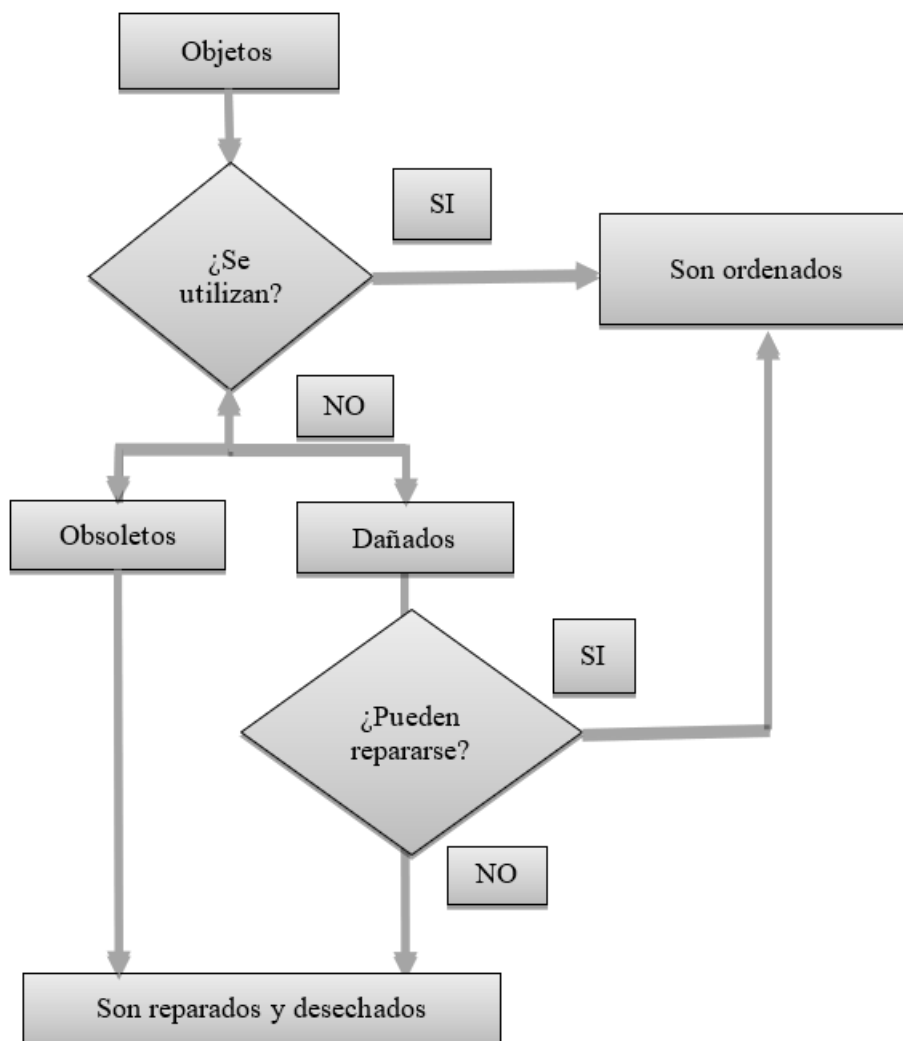 Objetos
SI
¿Se
utilizan?
Son ordenados
NO
Obsoletos
Dañados
SI
¿Pueden
repararse?
NO
Son reparados y desechados